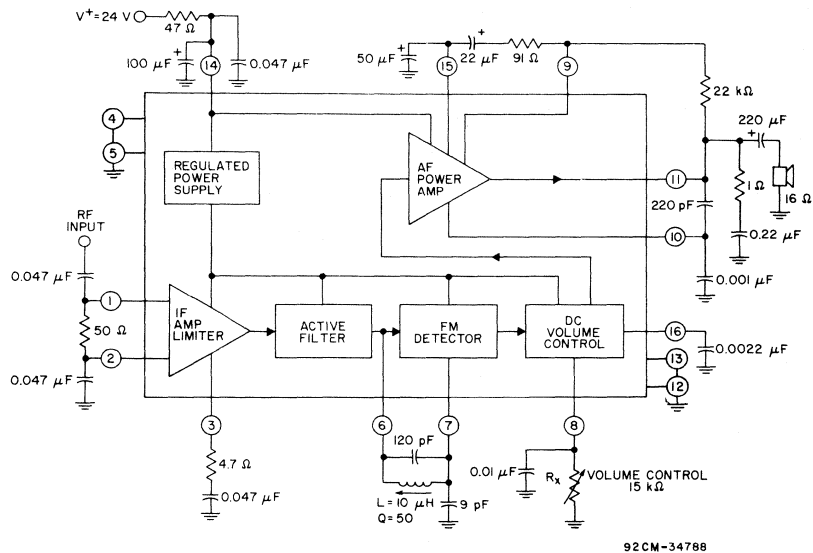 V+=24 V
47 Ω
100 μF
+
14
0.047 μF
50 μF
+
15
+
22 μF
91 Ω
9
22 kΩ
4
5
REGULATED
POWER
SUPPLY
AF
POWER
AMP
11
220 μF
+
1Ω
16 Ω
220 pF
10
0.22 μF
0.001 μF
RF
INPUT
0.047 μF
1
50 Ω
2
0.047 μF
IF
AMP
LIMITER
ACTIVE
FILTER
FM
DETECTOR
DC
VOLUME
CONTROL
16
0.0022 μF
13
12
3
4.7 Ω
0.047 μF
6
7
120 pF
L = 10 μH
Q=50
9 pF
8
0.01 μF
Rx
VOLUME CONTROL
15 kΩ
92CM-34788